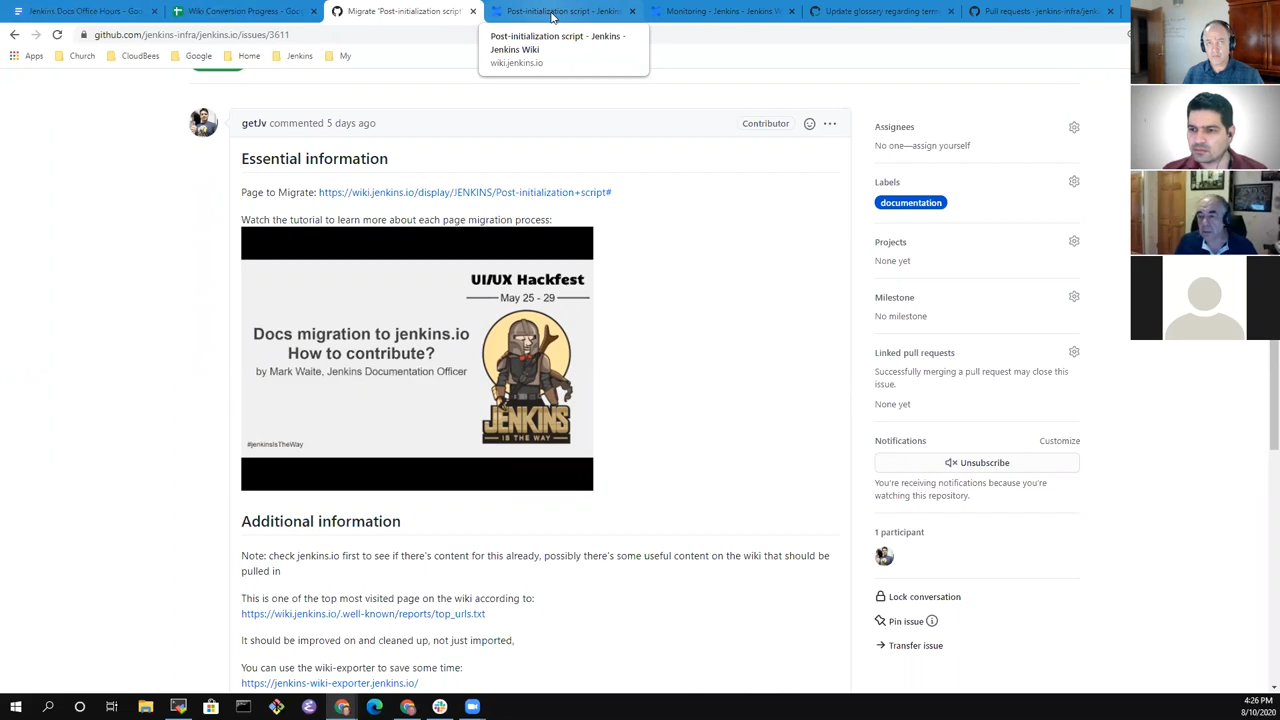 Jenkins Docs Office Hours - Goo
Wiki Conversion Progress - Goog
Migrate "Post-initialization script
Post-initialization script - Jenkins
Monitoring - Jenkins - Jenkins W
Update glossary regarding term
Pull requests · jenkins-infra/jenk
github.com/jenkins-infra/jenkins.io/issues/3611
Post-initialization script - Jenkins -
Jenkins Wiki
wiki.jenkins.io
Apps
Church
CloudBees
Google
Home
Jenkins
My
getJv commented 5 days ago
Contributor
Essential information
Page to Migrate: https://wiki.jenkins.io/display/JENKINS/Post-initialization+script#
Watch the tutorial to learn more about each page migration process:
UI/UX Hackfest
May 25 - 29
Docs migration to jenkins.io
How to contribute?
by Mark Waite, Jenkins Documentation Officer
JENKINS
IS THE WAY
#jenkinsIsTheWay
Additional information
Note: check jenkins.io first to see if there's content for this already, possibly there's some useful content on the wiki that should be
pulled in
This is one of the top most visited page on the wiki according to:
https://wiki.jenkins.io/.well-known/reports/top_urls.txt
It should be improved on and cleaned up, not just imported,
You can use the wiki-exporter to save some time:
https://jenkins-wiki-exporter.jenkins.io/
Assignees
No one—assign yourself
Labels
documentation
Projects
None yet
Milestone
No milestone
Linked pull requests
Successfully merging a pull request may close this
issue.
None yet
Notifications
Customize
Unsubscribe
You're receiving notifications because you're
watching this repository.
1 participant
Lock conversation
Pin issue
Transfer issue
4:26 PM
8/10/2020